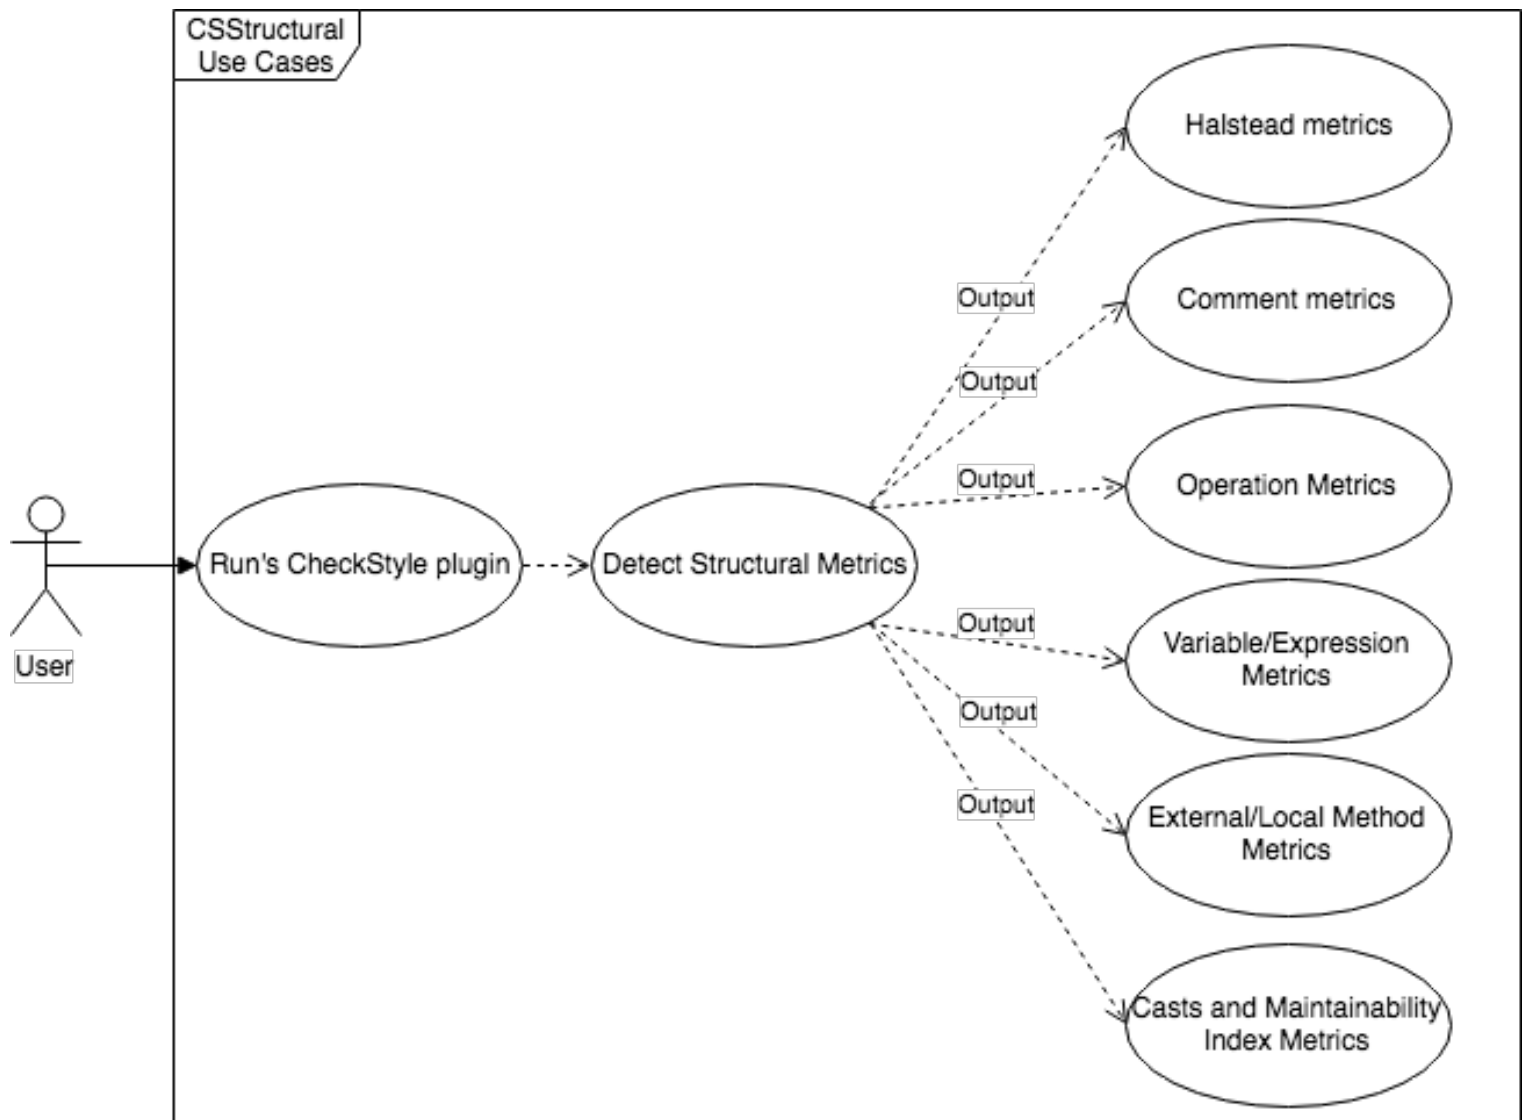 CSStructural
Use Cases
Halstead metrics
Output
Comment metrics
Output
Output
Operation Metrics
User
Run's CheckStyle plugin
Detect Structural Metrics
Output
Variable/Expression
Metrics
Output
External/Local Method
Metrics
Output
Casts and Maintainability
Index Metrics